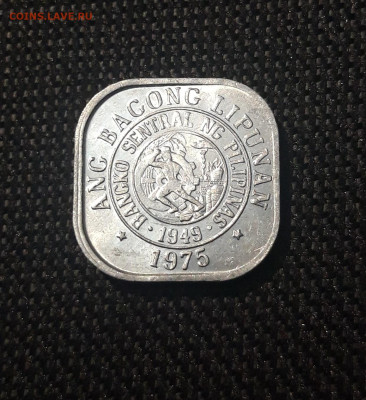 COINS.LAVE.RU
ANG BAGONG LIPUNAN
BANGKO SENTRAL NG PILIPINAS
· 1949 ·
★ 1975 ★